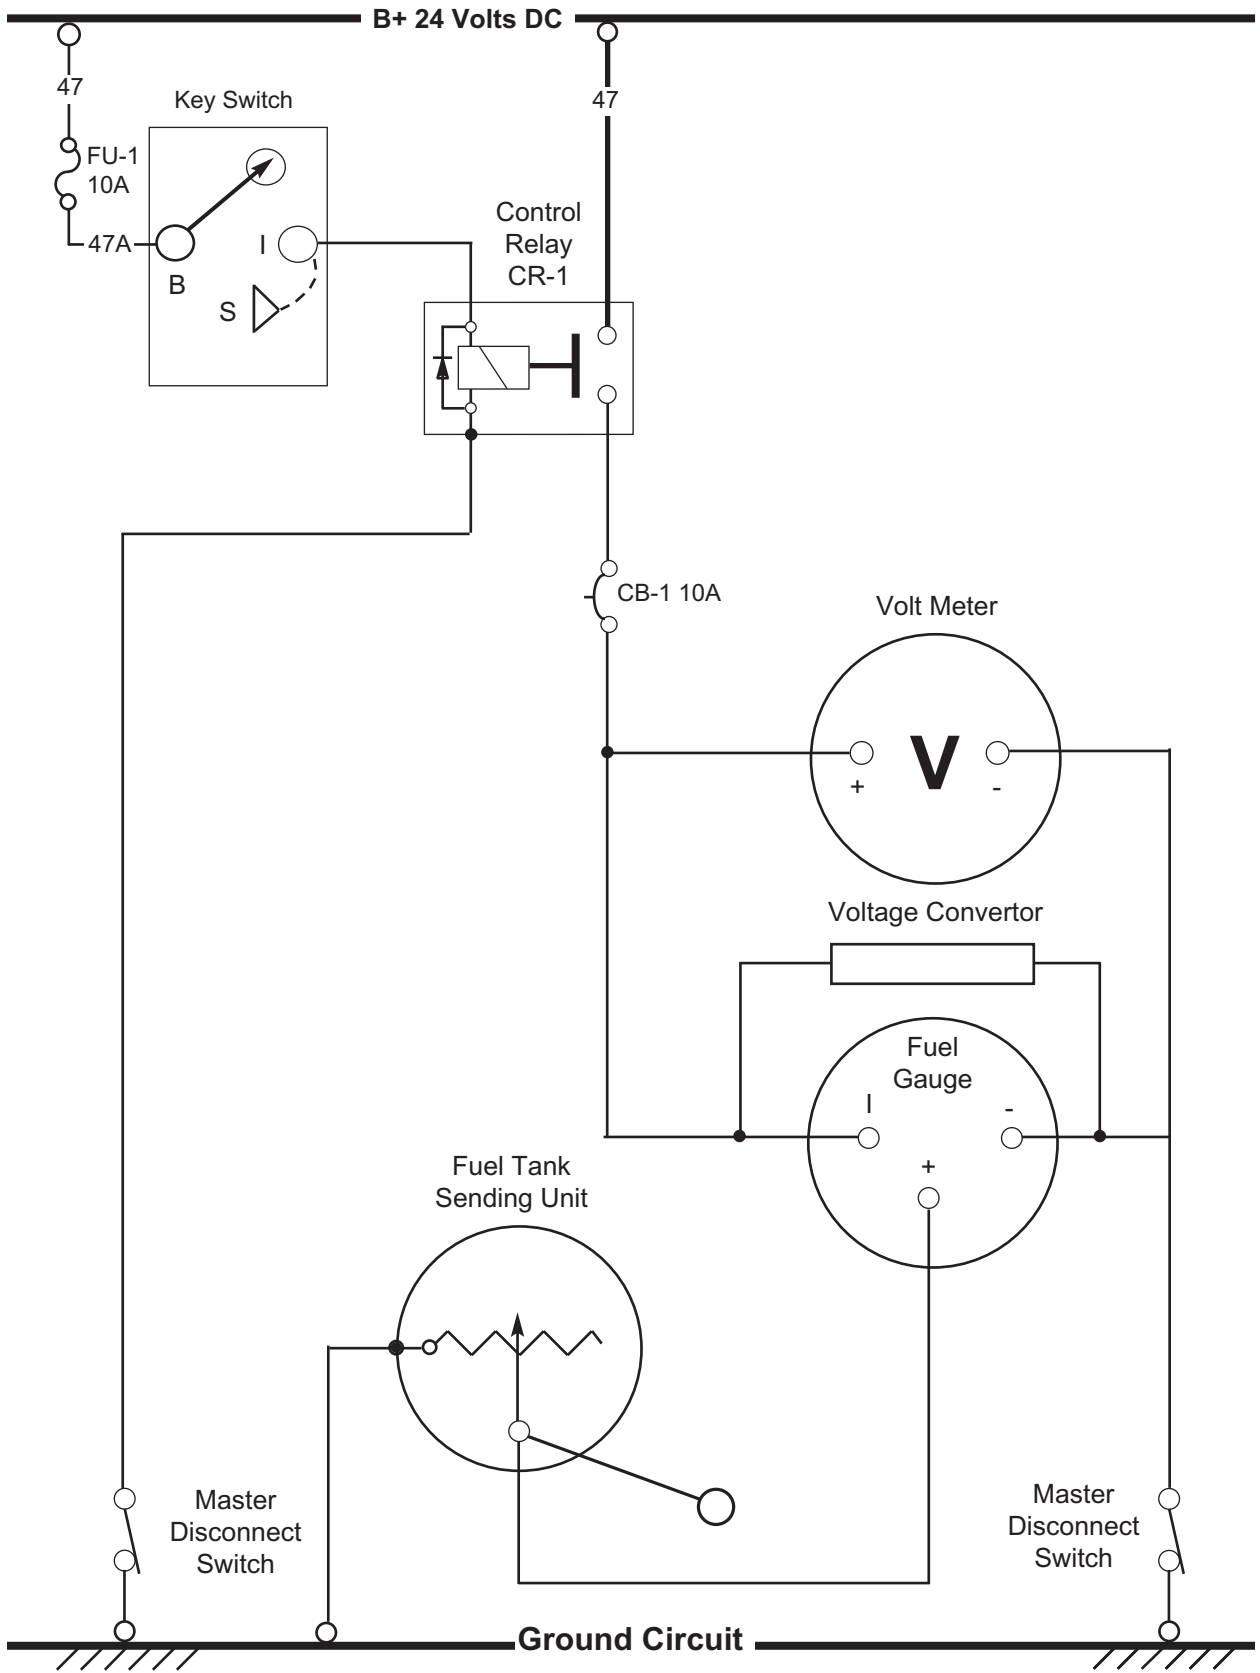 B+ 24 Volts DC
47
47
Key Switch
FU-1
10A
47A
B
I
S
Control
Relay
CR-1
CB-1 10A
Volt Meter
V
+
-
Voltage Convertor
Fuel
Gauge
I
-
+
Fuel Tank
Sending Unit
Master
Disconnect
Switch
Master
Disconnect
Switch
Ground Circuit